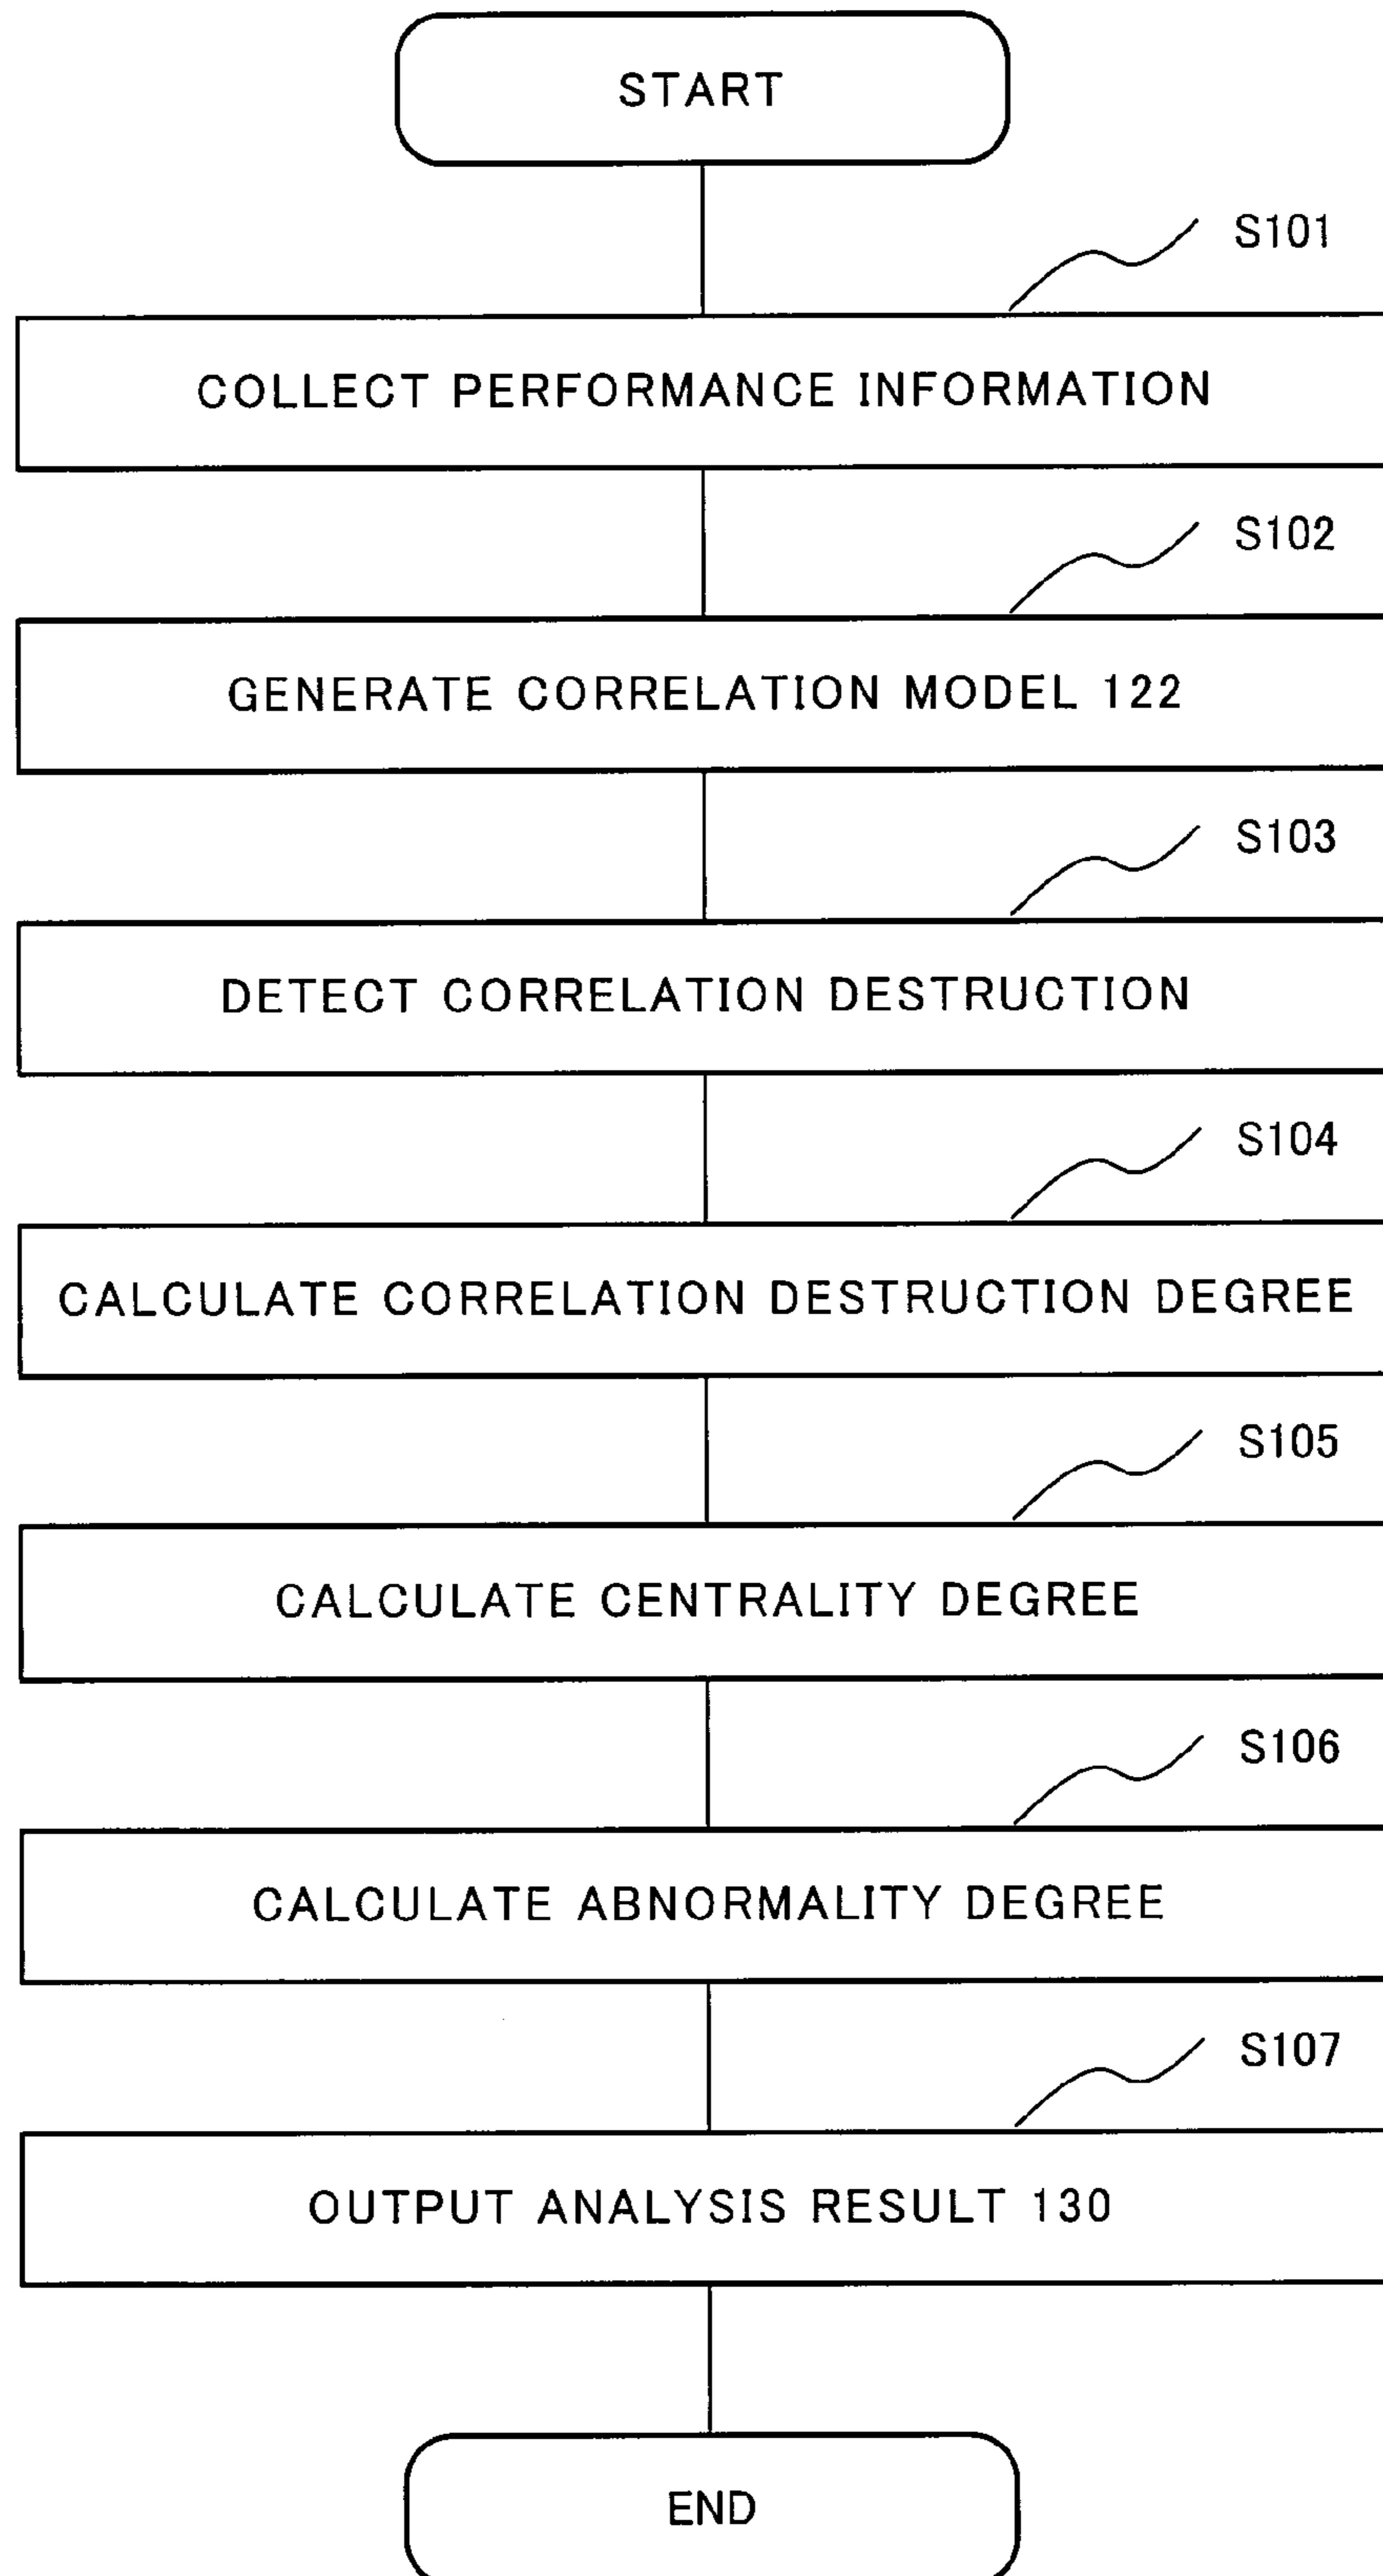 START
S101
COLLECT PERFORMANCE INFORMATION
S102
GENERATE CORRELATION MODEL 122
S103
DETECT CORRELATION DESTRUCTION
S104
CALCULATE CORRELATION DESTRUCTION DEGREE
S105
CALCULATE CENTRALITY DEGREE
S106
CALCULATE ABNORMALITY DEGREE
S107
OUTPUT ANALYSIS RESULT 130
END